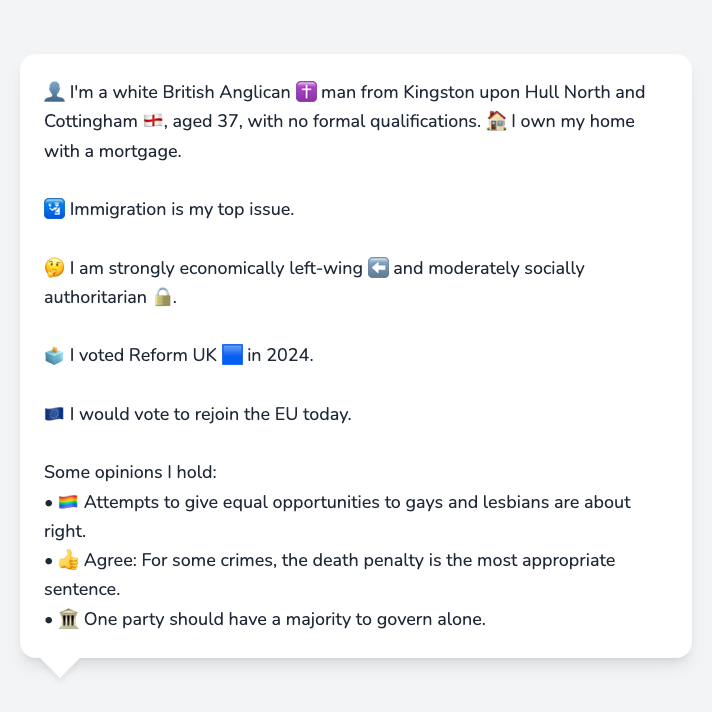 👤 I'm a white British Anglican ✝️ man from Kingston upon Hull North and
Cottingham 🏴󠁧󠁢󠁥󠁮󠁧󠁿, aged 37, with no formal qualifications. 🏠 I own my home
with a mortgage.
🛂 Immigration is my top issue.
🤔 I am strongly economically left-wing ⬅️ and moderately socially
authoritarian 🔒.
🗳️ I voted Reform UK 🟦 in 2024.
🇪🇺 I would vote to rejoin the EU today.
Some opinions I hold:
• 🏳️‍🌈 Attempts to give equal opportunities to gays and lesbians are about
right.
• 👍 Agree: For some crimes, the death penalty is the most appropriate
sentence.
• 🏛️ One party should have a majority to govern alone.